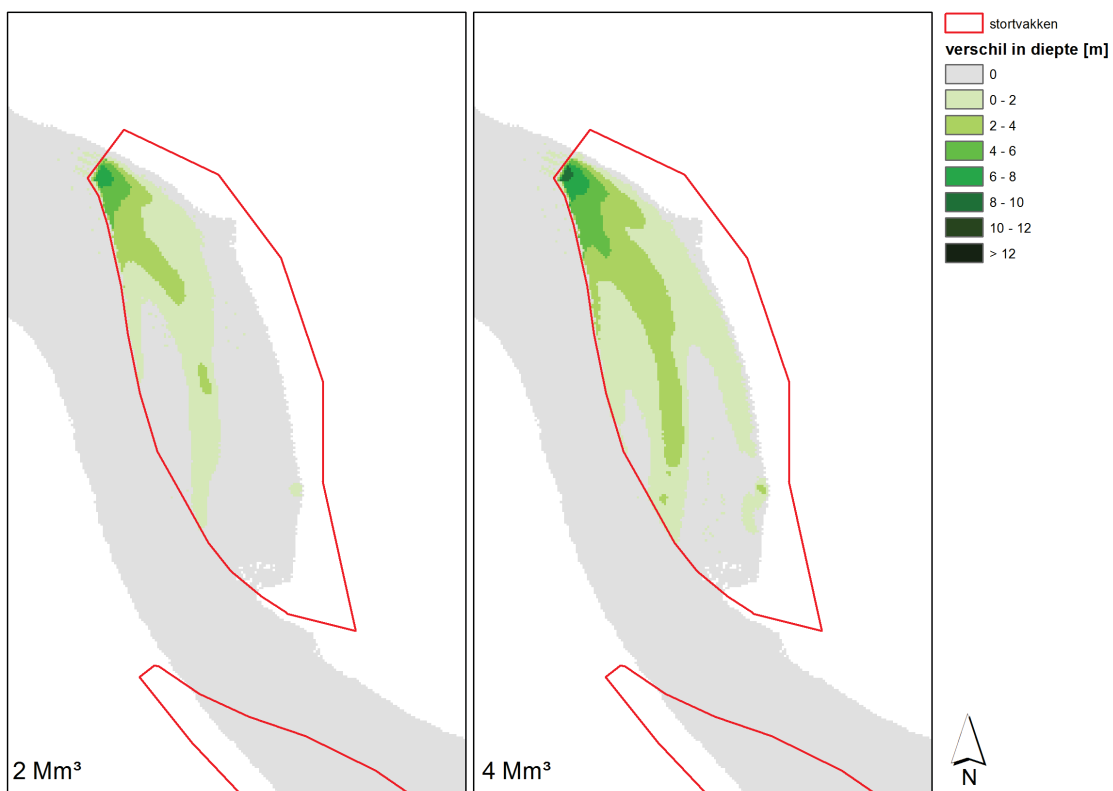 stortvakken
verschil in diepte [m]
0
0 - 2
2 - 4
4 - 6
6 - 8
8 - 10
10 - 12
> 12
2 Mm³
4 Mm³
N